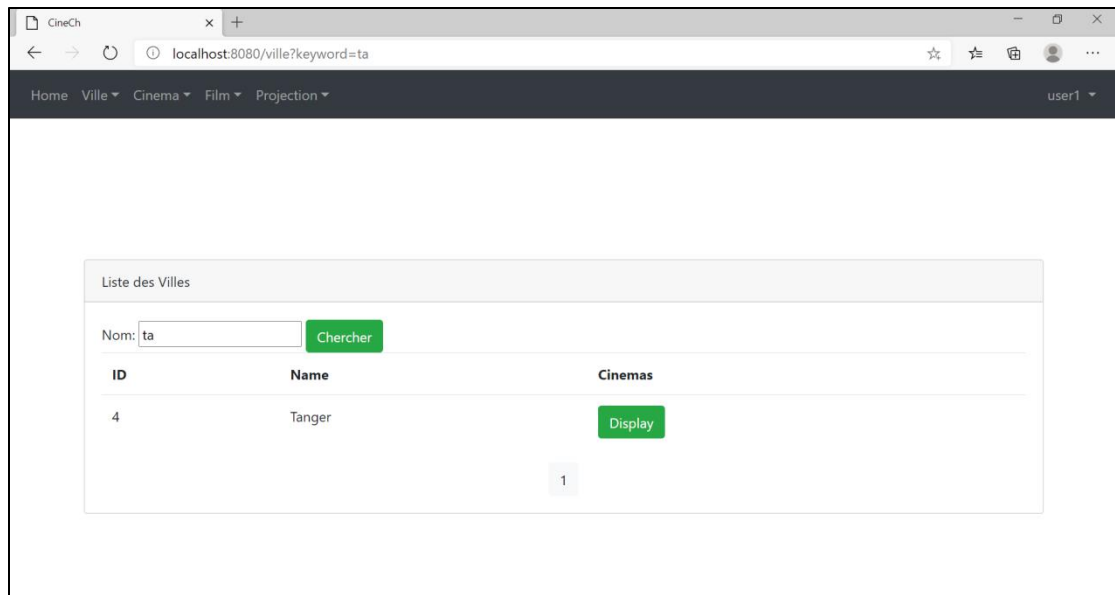 CineCh
localhost:8080/ville?keyword=ta
Home Ville Cinema Film Projection user1
Liste des Villes
Nom: ta Chercher
ID Name Cinemas
4 Tanger Display
1